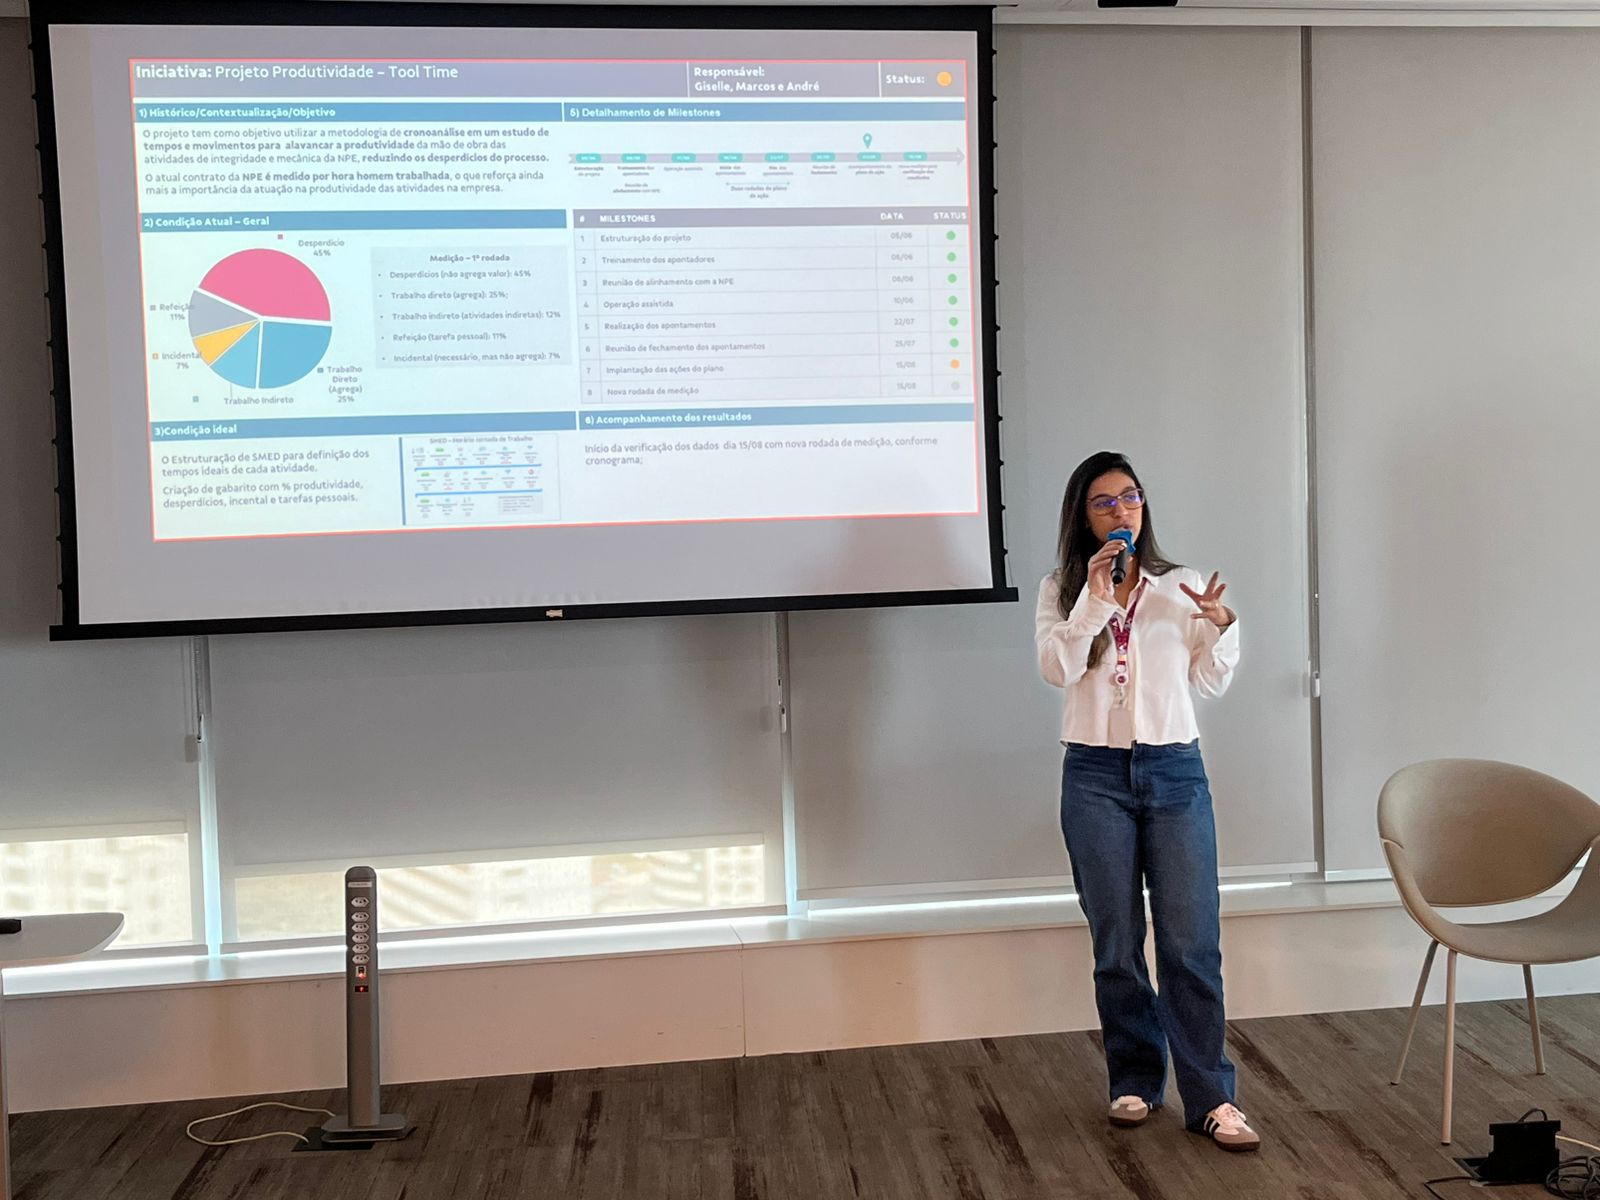 Iniciativa: Projeto Produtividade – Tool Time
Responsável:
Giselle, Marcos e André
Status:
1) Histórico/Contextualização/Objetivo
O projeto tem como objetivo utilizar a metodologia de cronoanálise em um estudo de
tempos e movimentos para alavancar a produtividade da mão de obra das
atividades de integridade e mecânica da NPE, reduzindo os desperdícios do processo.
O atual contrato da NPE é medido por hora homem trabalhada, o que reforça ainda
mais a importância da atuação na produtividade das atividades na empresa.
2) Condição Atual – Geral
Desperdício
45%
Refeição
11%
Incidental
7%
Trabalho Indireto
Trabalho
Direto
(Agrega)
25%
Medição – 1ª rodada
• Desperdícios (não agrega valor): 45%
• Trabalho direto (agrega): 25%;
• Trabalho indireto (atividades indiretas): 12%
• Refeição (tarefa pessoal): 11%
• Incidental (necessário, mas não agrega): 7%
3)Condição ideal
O Estruturação de SMED para definição dos
tempos ideais de cada atividade.
Criação de gabarito com % produtividade,
desperdícios, incental e tarefas pessoais.
SMED – Horário Jornada de Trabalho
5) Detalhamento de Milestones
# MILESTONES DATA STATUS
1 Estruturação do projeto 05/06
2 Treinamento dos apontadores 06/06
3 Reunião de alinhamento com a NPE 06/06
4 Operação assistida 10/06
5 Realização dos apontamentos 22/07
6 Reunião de fechamento dos apontamentos 25/07
7 Implantação das ações do plano 15/08
8 Nova rodada de medição 15/08
6) Acompanhamento dos resultados
Início da verificação dos dados dia 15/08 com nova rodada de medição, conforme
cronograma;